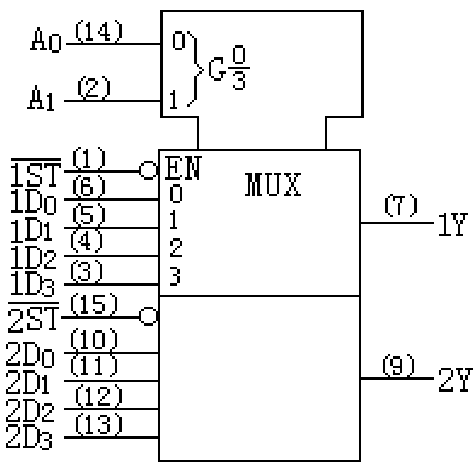 A0 (14) 0
G 0/3
A1 (2) 1
1ST (1) EN
MUX
1D0 (6) 0
1D1 (5) 1
(7) 1Y
1D2 (4) 2
1D3 (3) 3
2ST (15)
2D0 (10)
2D1 (11)
(9) 2Y
2D2 (12)
2D3 (13)